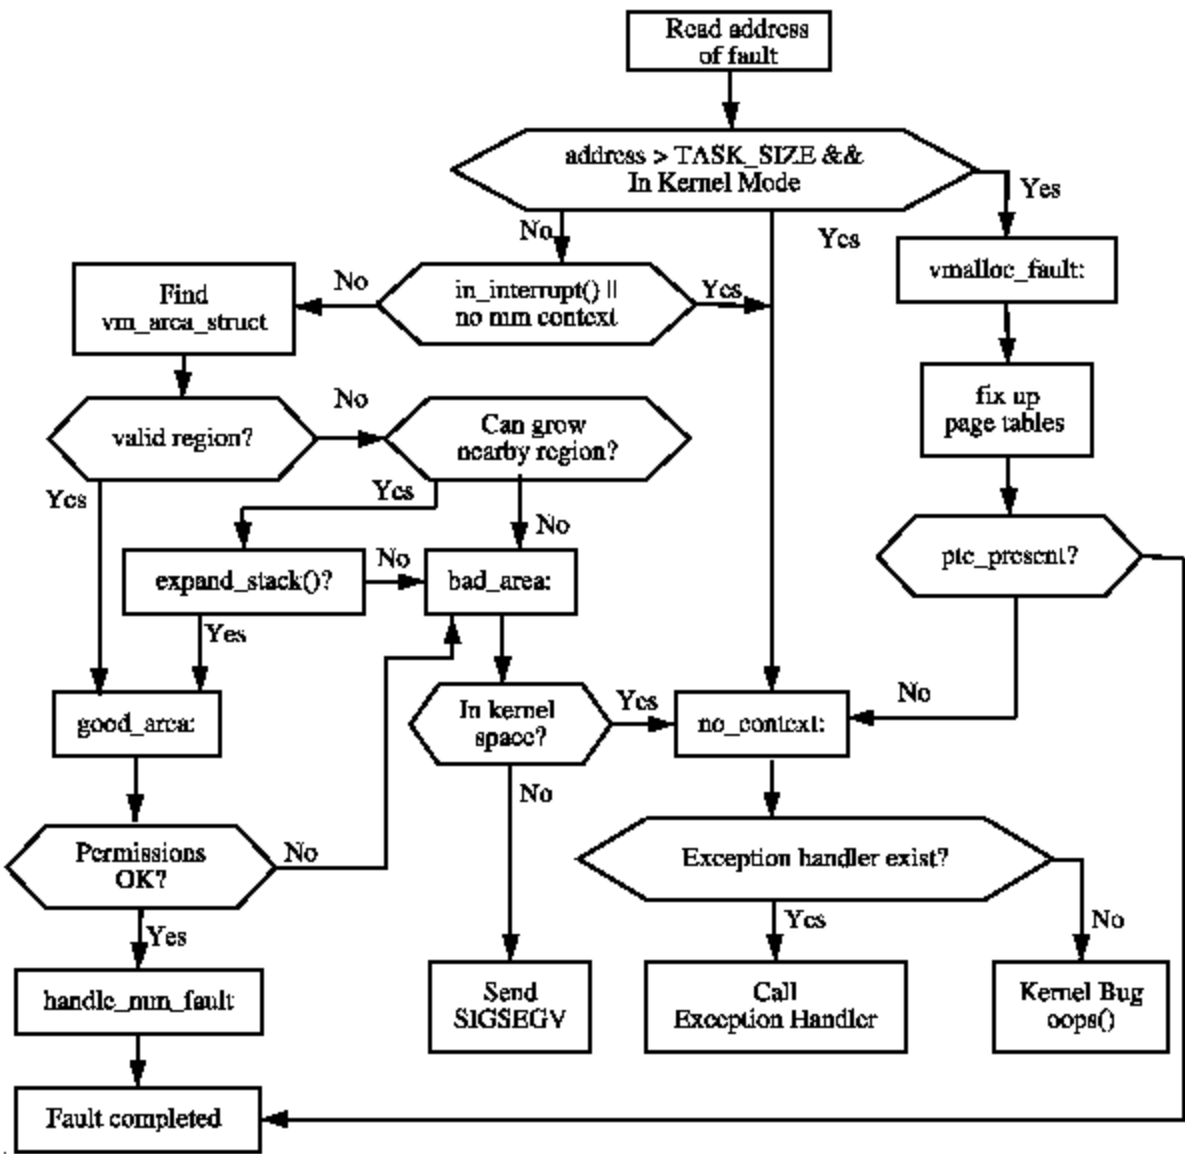 Read address
of fault
address > TASK_SIZE &&
In Kernel Mode
Yes
No
Yes
vmalloc_fault:
No
Find
vm_area_struct
in_interrupt() ||
no mm context
Yes
fix up
page tables
No
valid region?
Can grow
nearby region?
Yes
Yes
No
pte_present?
expand_stack()?
No
bad_area:
Yes
good_area:
In kernel
space?
Yes
no_context:
No
No
Permissions
OK?
No
Exception handler exist?
Yes
Yes
No
handle_mm_fault
Send
SIGSEGV
Call
Exception Handler
Kernel Bug
oops()
Fault completed